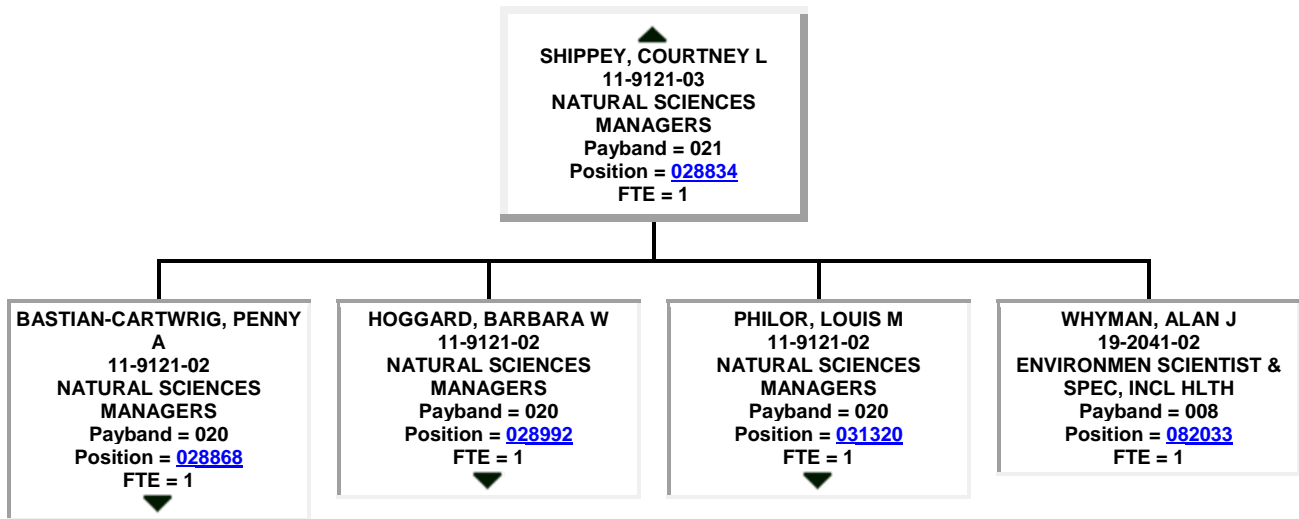 SHIPPEY, COURTNEY L
11-9121-03
NATURAL SCIENCES
MANAGERS
Payband = 021
Position = 028834
FTE = 1
BASTIAN-CARTWRIG, PENNY
A
11-9121-02
NATURAL SCIENCES
MANAGERS
Payband = 020
Position = 028868
FTE = 1
HOGGARD, BARBARA W
11-9121-02
NATURAL SCIENCES
MANAGERS
Payband = 020
Position = 028992
FTE = 1
PHILOR, LOUIS M
11-9121-02
NATURAL SCIENCES
MANAGERS
Payband = 020
Position = 031320
FTE = 1
WHYMAN, ALAN J
19-2041-02
ENVIRONMEN SCIENTIST &
SPEC, INCL HLTH
Payband = 008
Position = 082033
FTE = 1